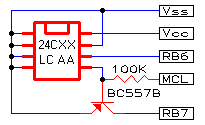 Vss
24CXX
Vcc
LC AA
RB6
100K
MCL
BC557B
RB7